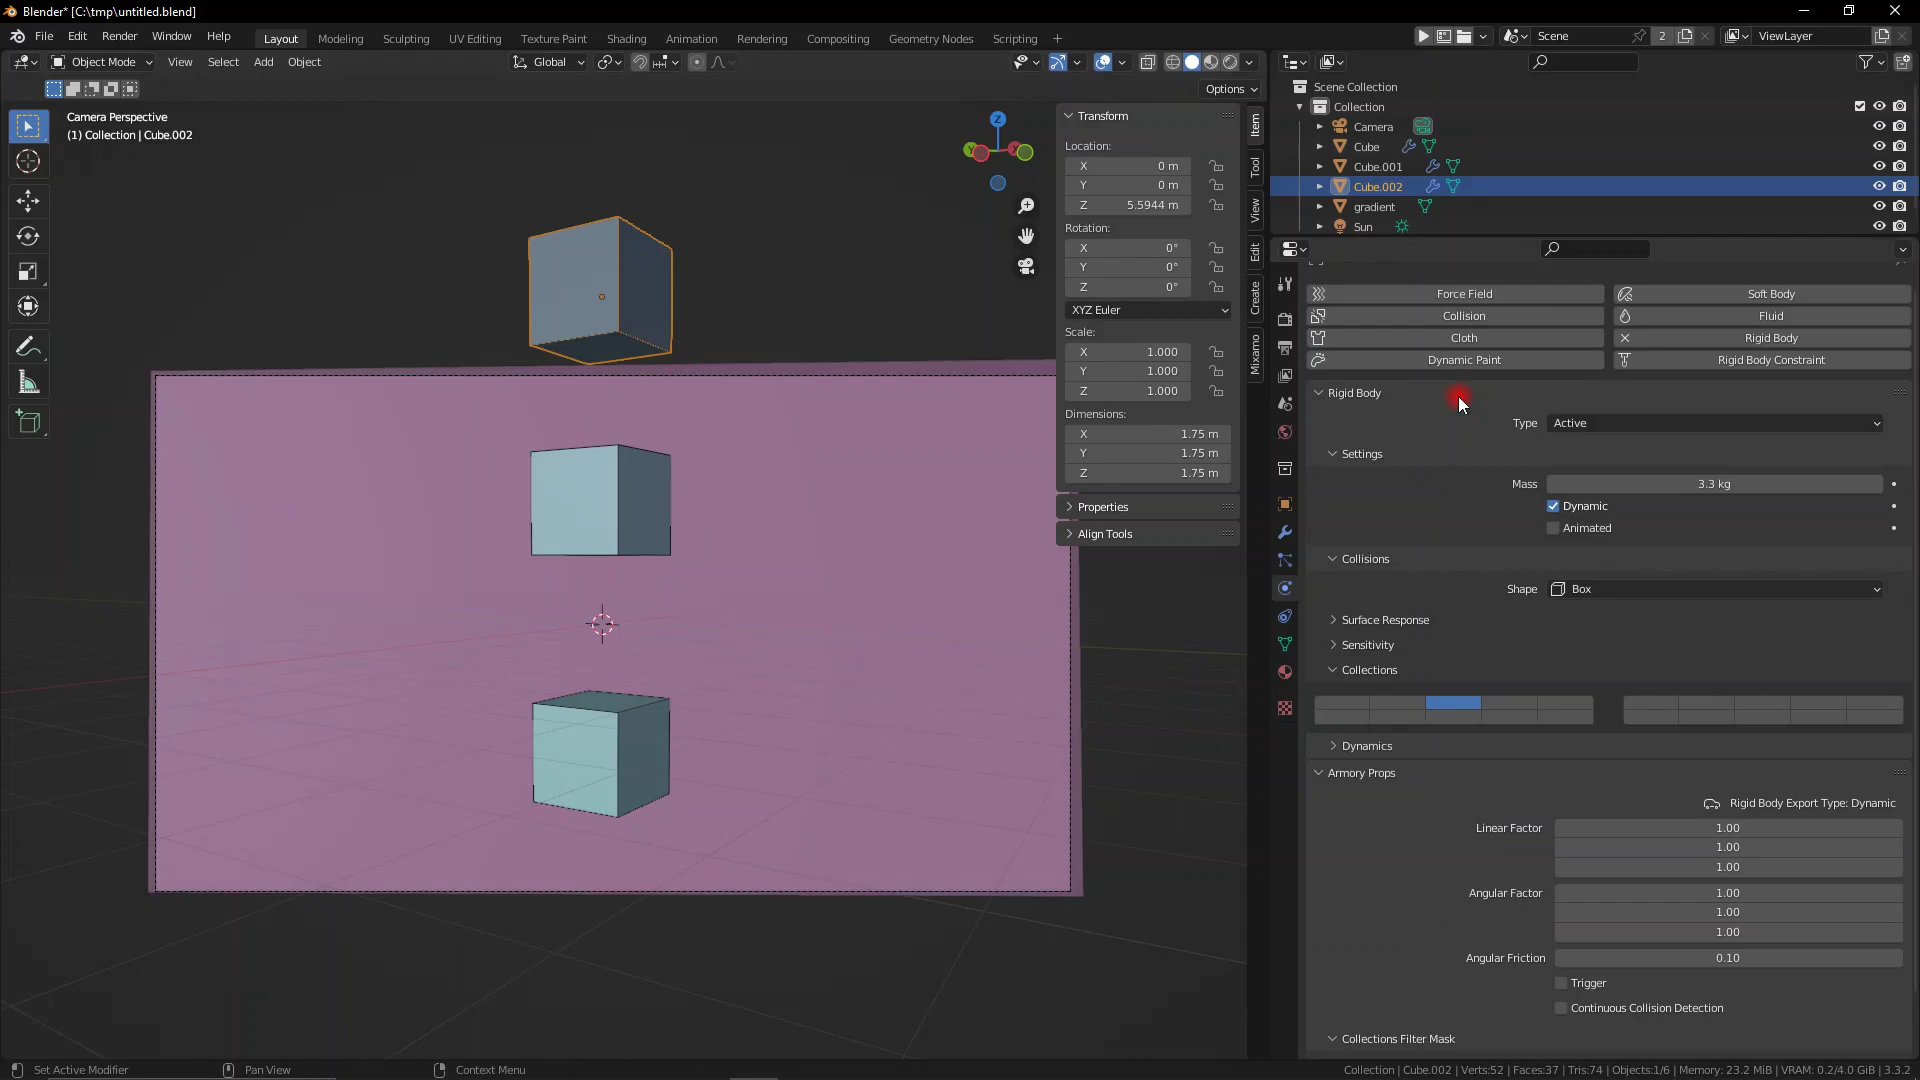 Blender* [C:\tmp\untitled.blend]
File Edit Render Window Help
Layout Modeling Sculpting UV Editing Texture Paint Shading Animation Rendering Compositing Geometry Nodes Scripting
Scene 2
ViewLayer
Object Mode View Select Add Object
Global
Options
Camera Perspective
(1) Collection | Cube.002
Z
Y
Item
Tool
View
Edit
Create
Mixamo
Transform
Location:
X 0 m
Y 0 m
Z 5.5944 m
Rotation:
X 0°
Y 0°
Z 0°
XYZ Euler
Scale:
X 1.000
Y 1.000
Z 1.000
Dimensions:
X 1.75 m
Y 1.75 m
Z 1.75 m
Properties
Align Tools
Scene Collection
Collection
Camera
Cube
Cube.001
Cube.002
gradient
Sun
Force Field Soft Body
Collision Fluid
Cloth Rigid Body
Dynamic Paint Rigid Body Constraint
Rigid Body
Type Active
Settings
Mass 3.3 kg
Dynamic
Animated
Collisions
Shape Box
Surface Response
Sensitivity
Collections
Dynamics
Armory Props
Rigid Body Export Type: Dynamic
Linear Factor 1.00
1.00
1.00
Angular Factor 1.00
1.00
1.00
Angular Friction 0.10
Trigger
Continuous Collision Detection
Collections Filter Mask
Set Active Modifier Pan View Context Menu
Collection | Cube.002 | Verts:52 | Faces:37 | Tris:74 | Objects:1/6 | Memory: 23.2 MiB | VRAM: 0.2/4.0 GiB | 3.3.2